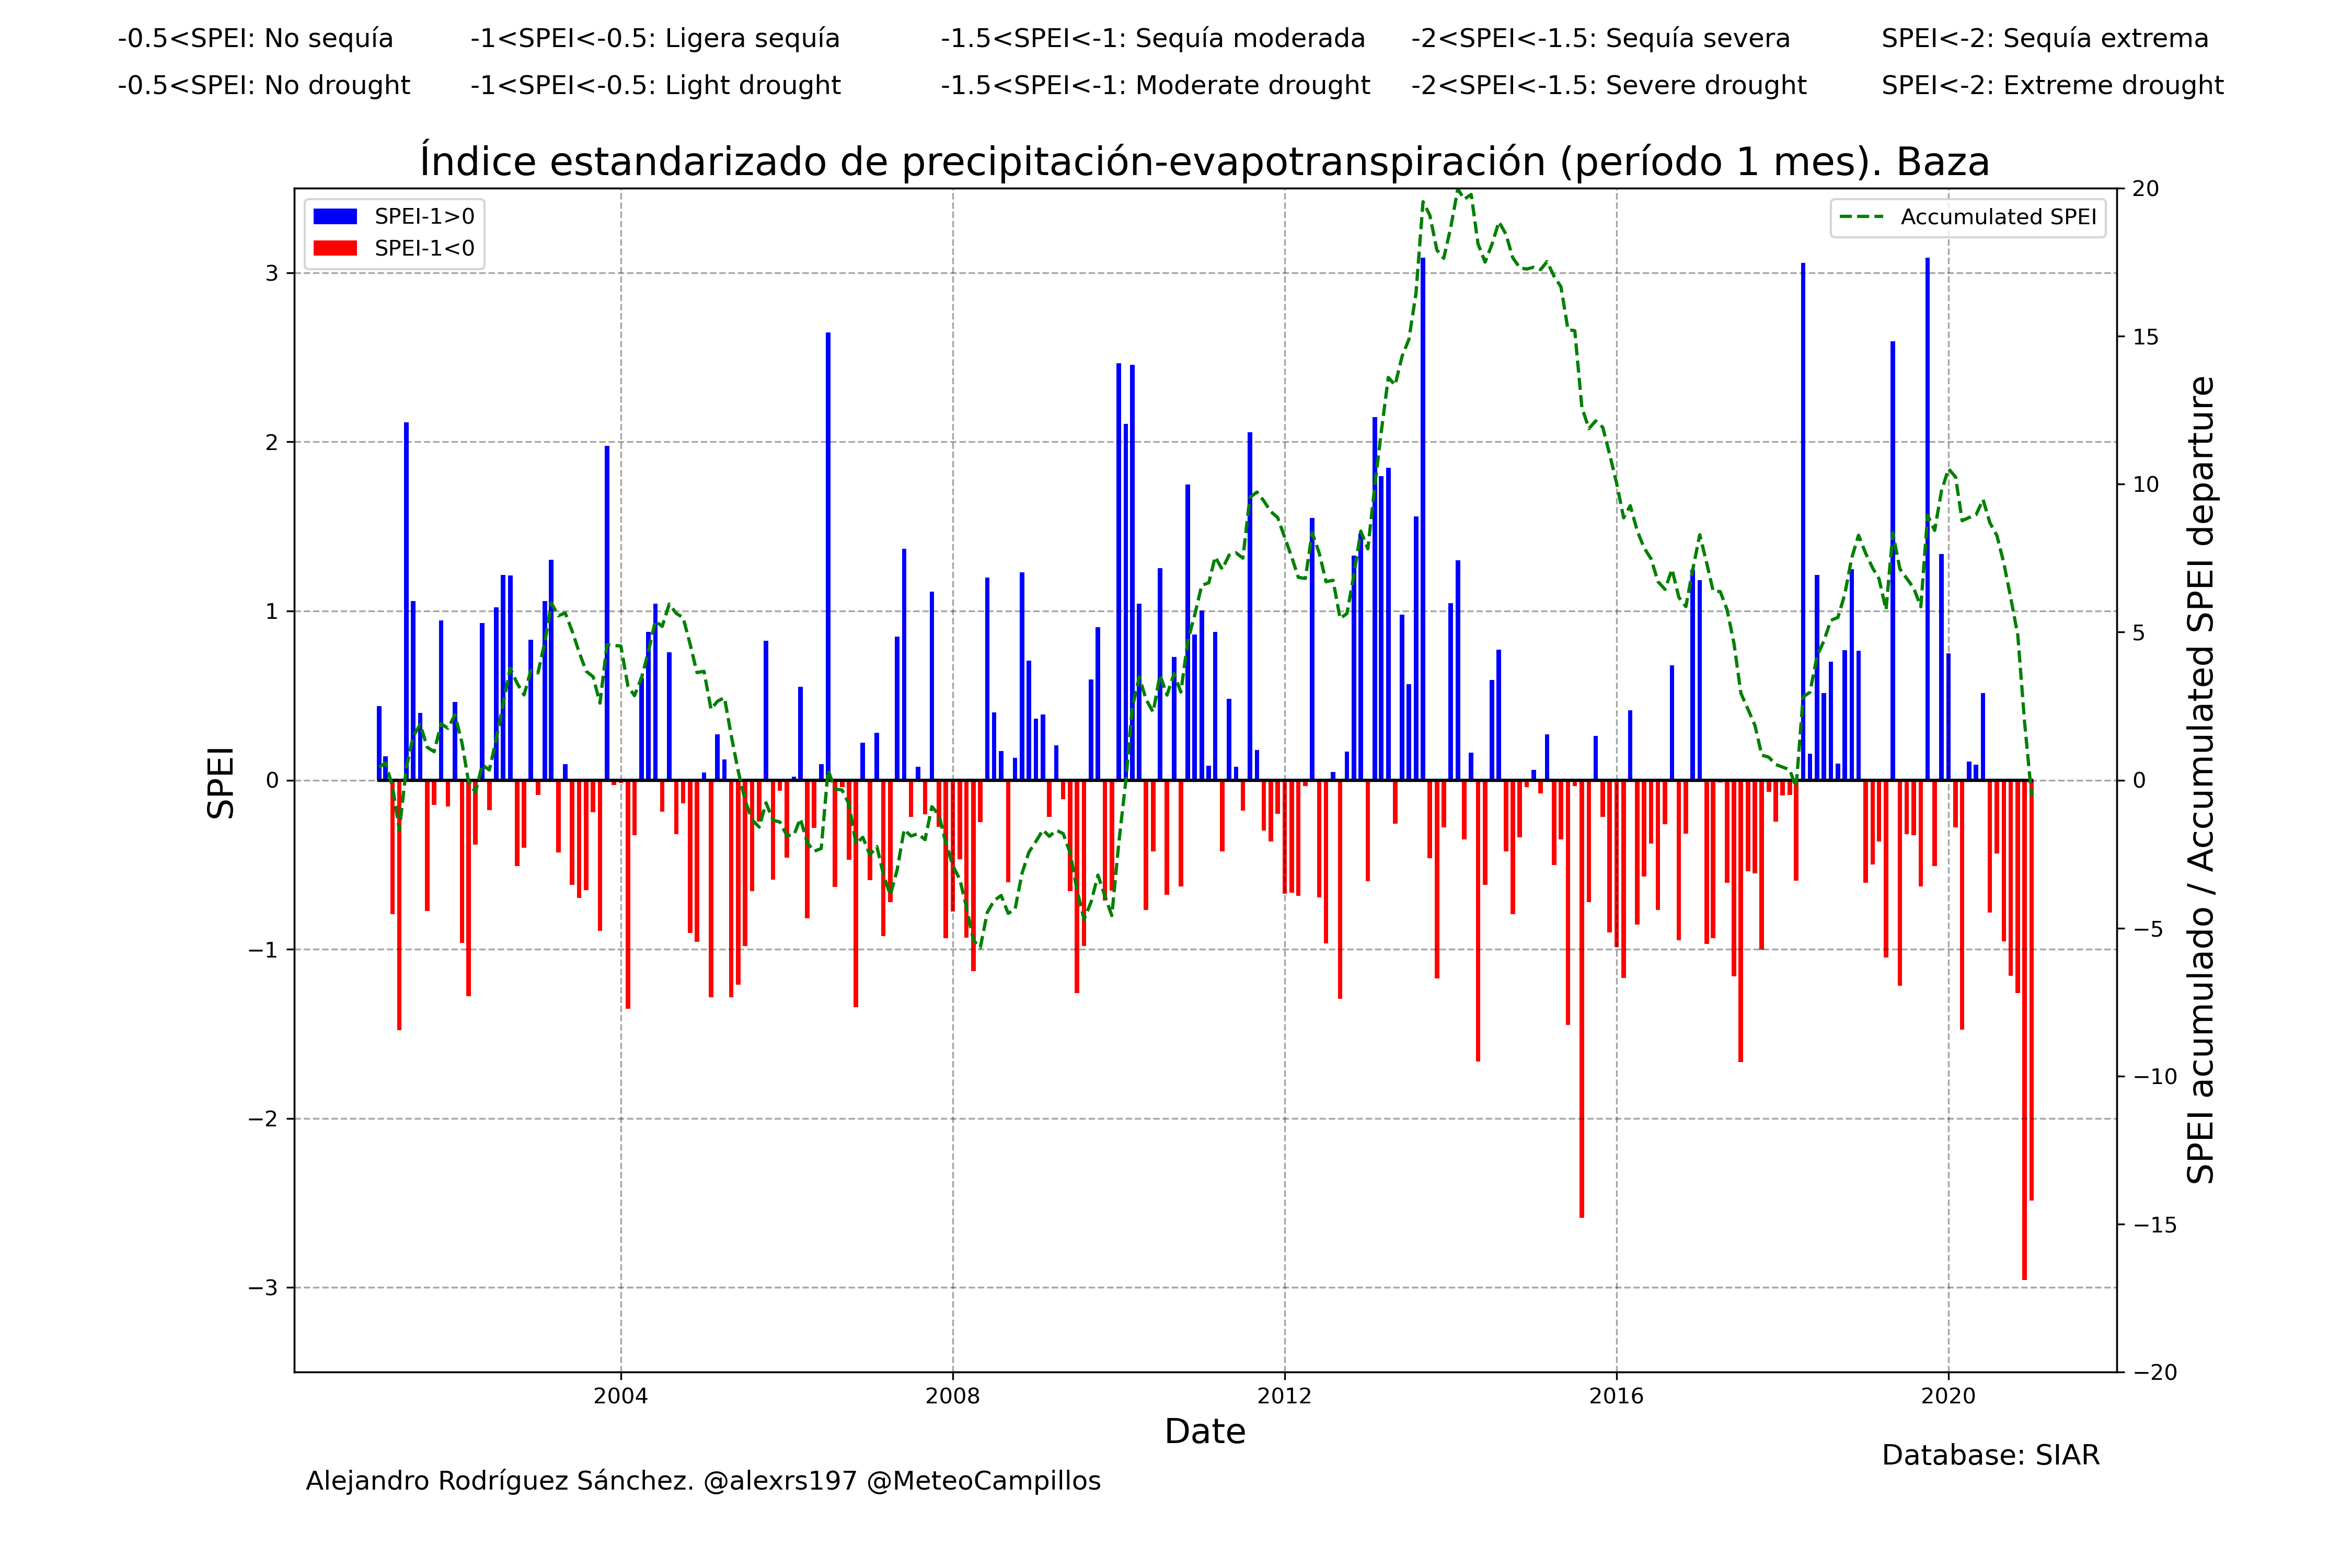 -0.5<SPEI: No sequía -1<SPEI<-0.5: Ligera sequía -1.5<SPEI<-1: Sequía moderada -2<SPEI<-1.5: Sequía severa SPEI<-2: Sequía extrema
-0.5<SPEI: No drought -1<SPEI<-0.5: Light drought -1.5<SPEI<-1: Moderate drought -2<SPEI<-1.5: Severe drought SPEI<-2: Extreme drought
Índice estandarizado de precipitación-evapotranspiración (período 1 mes). Baza
SPEI-1>0
SPEI-1<0
Accumulated SPEI
SPEI
3
2
1
0
−1
−2
−3
20
15
10
5
0
−5
−10
−15
−20
SPEI acumulado / Accumulated SPEI departure
2004 2008 2012 2016 2020
Date
Database: SIAR
Alejandro Rodríguez Sánchez. @alexrs197 @MeteoCampillos